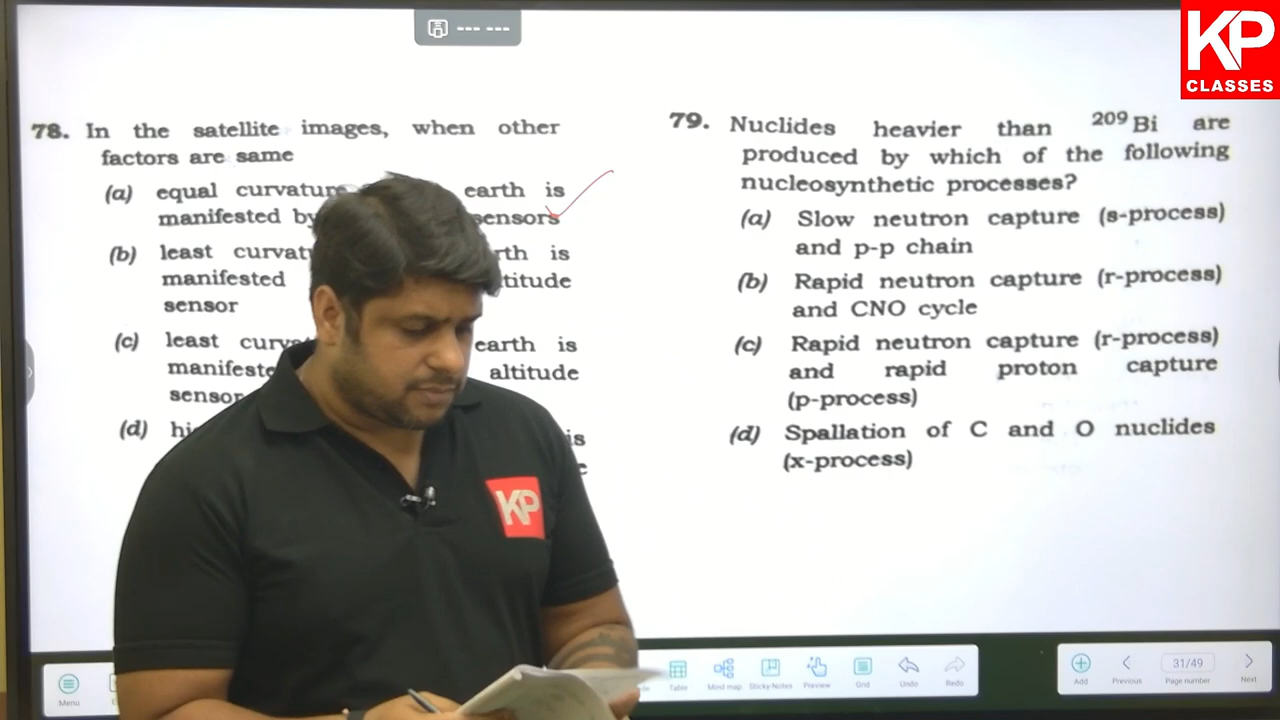 KP
CLASSES
78. In the satellite images, when other
factors are same
(a) equal curvature earth is
manifested by sensors
(b) least curvat rth is
manifested titude
sensor
(c) least curva earth is
manifeste altitude
sensor
(d) hi is
79. Nuclides heavier than ²⁰⁹Bi are
produced by which of the following
nucleosynthetic processes?
(a) Slow neutron capture (s-process)
and p-p chain
(b) Rapid neutron capture (r-process)
and CNO cycle
(c) Rapid neutron capture (r-process)
and rapid proton capture
(p-process)
(d) Spallation of C and O nuclides
(x-process)
KP
Menu
Table
Mind map
Sticky-Notes
Preview
Grid
Undo
Redo
Add
Previous
31/49
Page number
Next